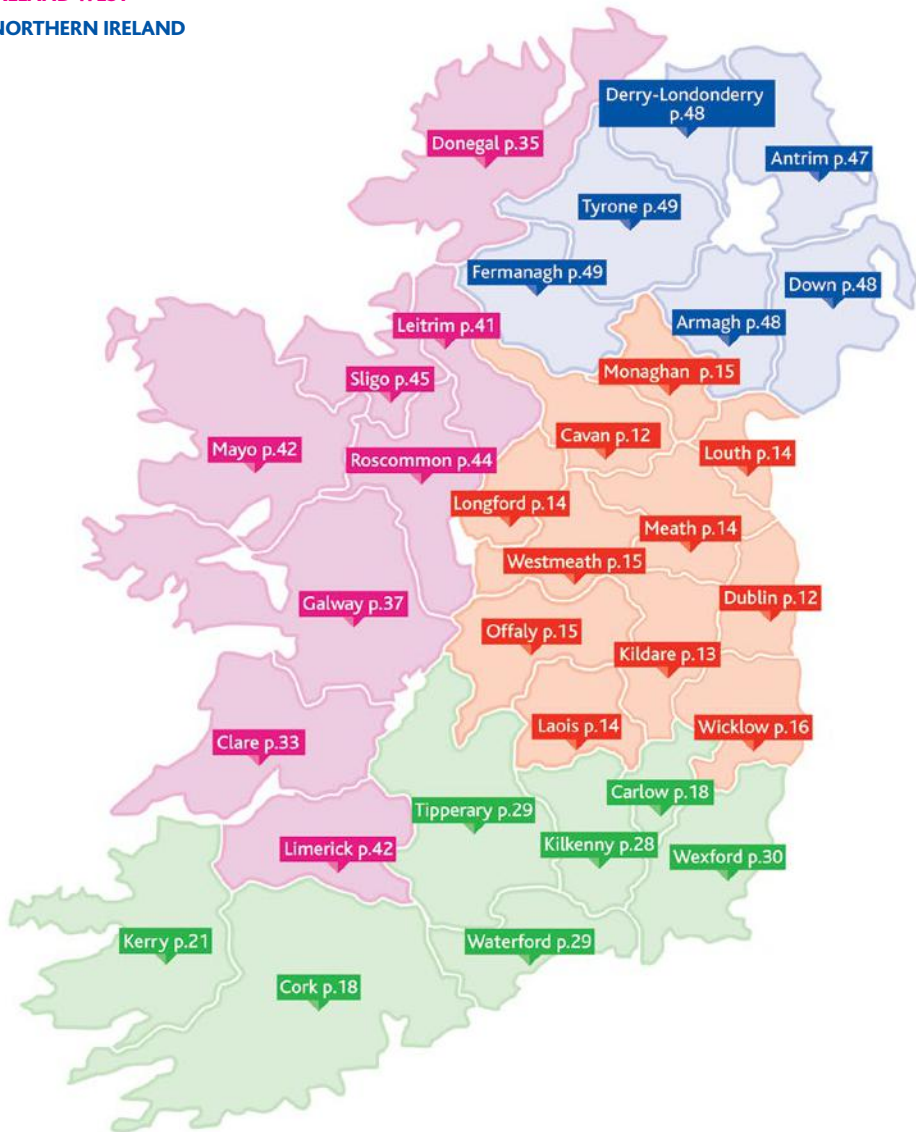 NORTHERN IRELAND
Derry-Londonderry
p.48
Donegal p.35
Antrim p.47
Tyrone p.49
Fermanagh p.49
Down p.48
Leitrim p.41
Armagh p.48
Monaghan p.15
Sligo p.45
Cavan p.12
Mayo p.42
Roscommon p.44
Louth p.14
Longford p.14
Meath p.14
Westmeath p.15
Galway p.37
Dublin p.12
Offaly p.15
Kildare p.13
Laois p.14
Wicklow p.16
Clare p.33
Carlow p.18
Tipperary p.29
Limerick p.42
Kilkenny p.28
Wexford p.30
Kerry p.21
Waterford p.29
Cork p.18